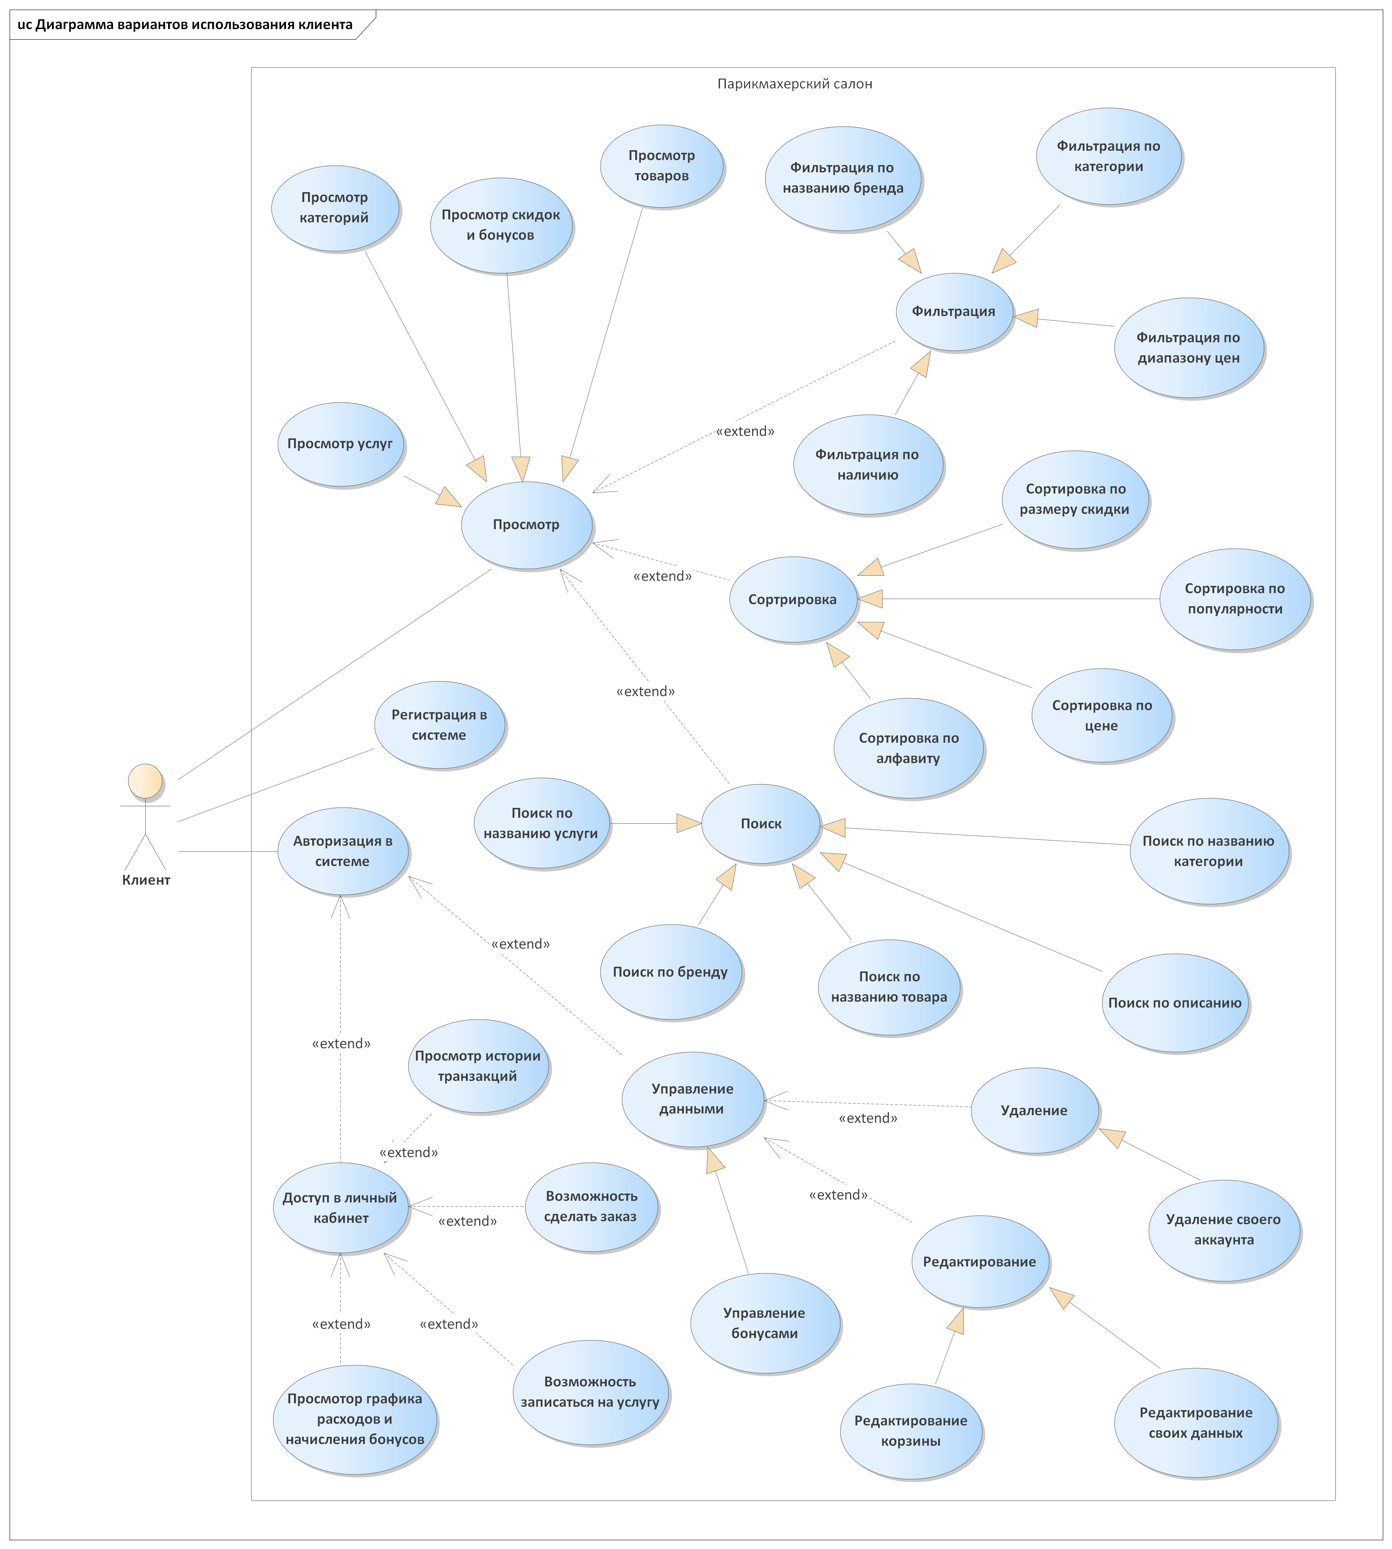 uc Диаграмма вариантов использования клиента
Парикмахерский салон
Просмотр
категорий
Просмотр скидок
и бонусов
Просмотр
товаров
Фильтрация по
названию бренда
Фильтрация по
категории
Фильтрация
Фильтрация по
диапазону цен
Просмотр услуг
«extend»
Фильтрация по
наличию
Просмотр
Сортировка по
размеру скидки
«extend»
Сортрировка
Сортировка по
популярности
«extend»
Регистрация в
системе
Сортировка по
цене
Сортировка по
алфавиту
Клиент
Авторизация в
системе
Поиск по
названию услуги
Поиск
Поиск по названию
категории
«extend»
Поиск по бренду
Поиск по
названию товара
Поиск по описанию
«extend»
Просмотр истории
транзакций
Управление
данными
«extend»
Удаление
«extend»
Доступ в личный
кабинет
«extend»
Возможность
сделать заказ
«extend»
Удаление своего
аккаунта
Редактирование
«extend»
«extend»
Управление
бонусами
Просмотор графика
расходов и
начисления бонусов
Возможность
записаться на услугу
Редактирование
корзины
Редактирование
своих данных